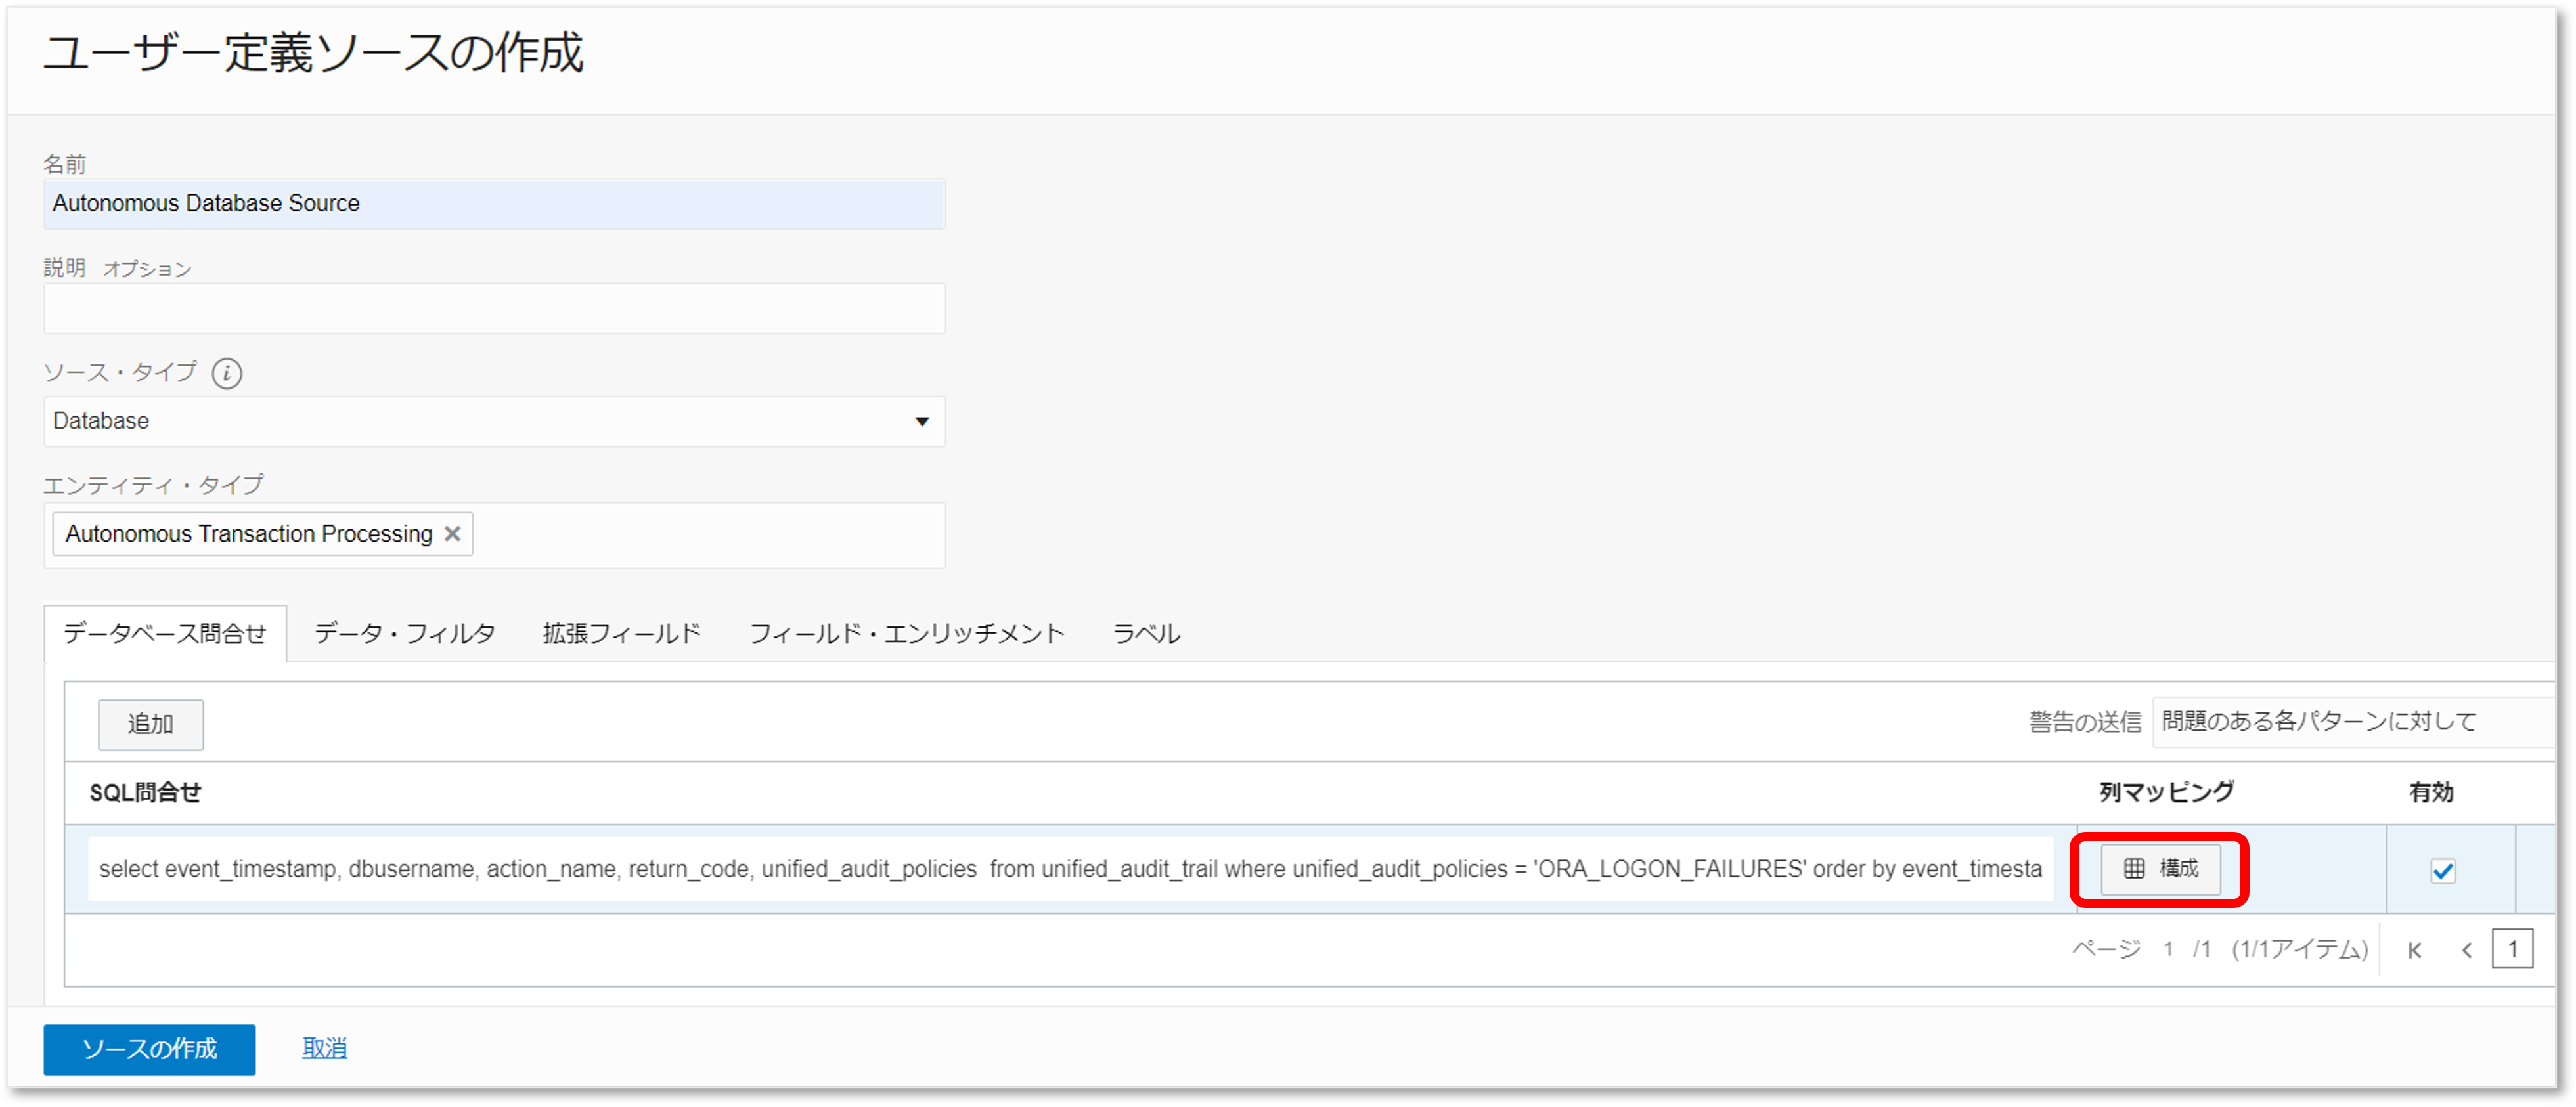 ユーザー定義ソースの作成
名前
Autonomous Database Source
説明 オプション
ソース・タイプ i
Database
エンティティ・タイプ
Autonomous Transaction Processing ×
データベース問合せ データ・フィルタ 拡張フィールド フィールド・エンリッチメント ラベル
追加 警告の送信 問題のある各パターンに対して
SQL問合せ 列マッピング 有効
select event_timestamp, dbusername, action_name, return_code, unified_audit_policies from unified_audit_trail where unified_audit_policies = 'ORA_LOGON_FAILURES' order by event_timesta 構成
ページ 1 /1 (1/1アイテム) 1
ソースの作成 取消